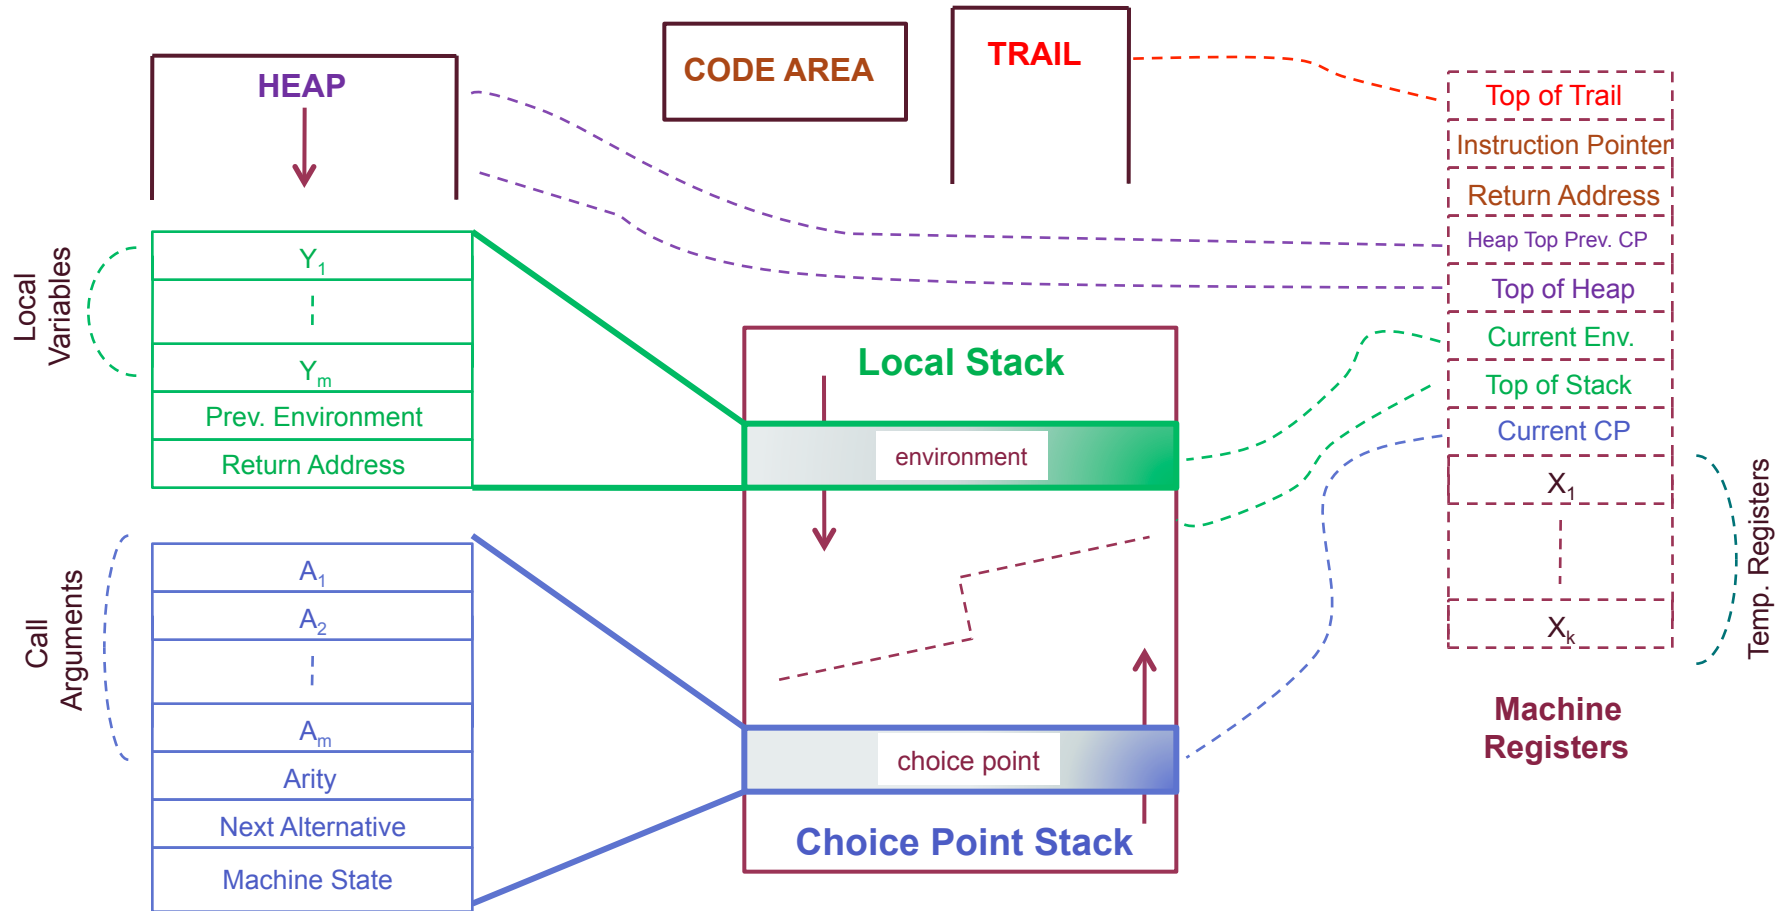 HEAP
CODE AREA
TRAIL
Top of Trail
Instruction Pointer
Return Address
Heap Top Prev. CP
Top of Heap
Current Env.
Top of Stack
Current CP
X1
Xk
Temp. Registers
Machine
Registers
Local
Variables
Y1
Ym
Prev. Environment
Return Address
Local Stack
environment
Call
Arguments
A1
A2
Am
Arity
Next Alternative
Machine State
choice point
Choice Point Stack